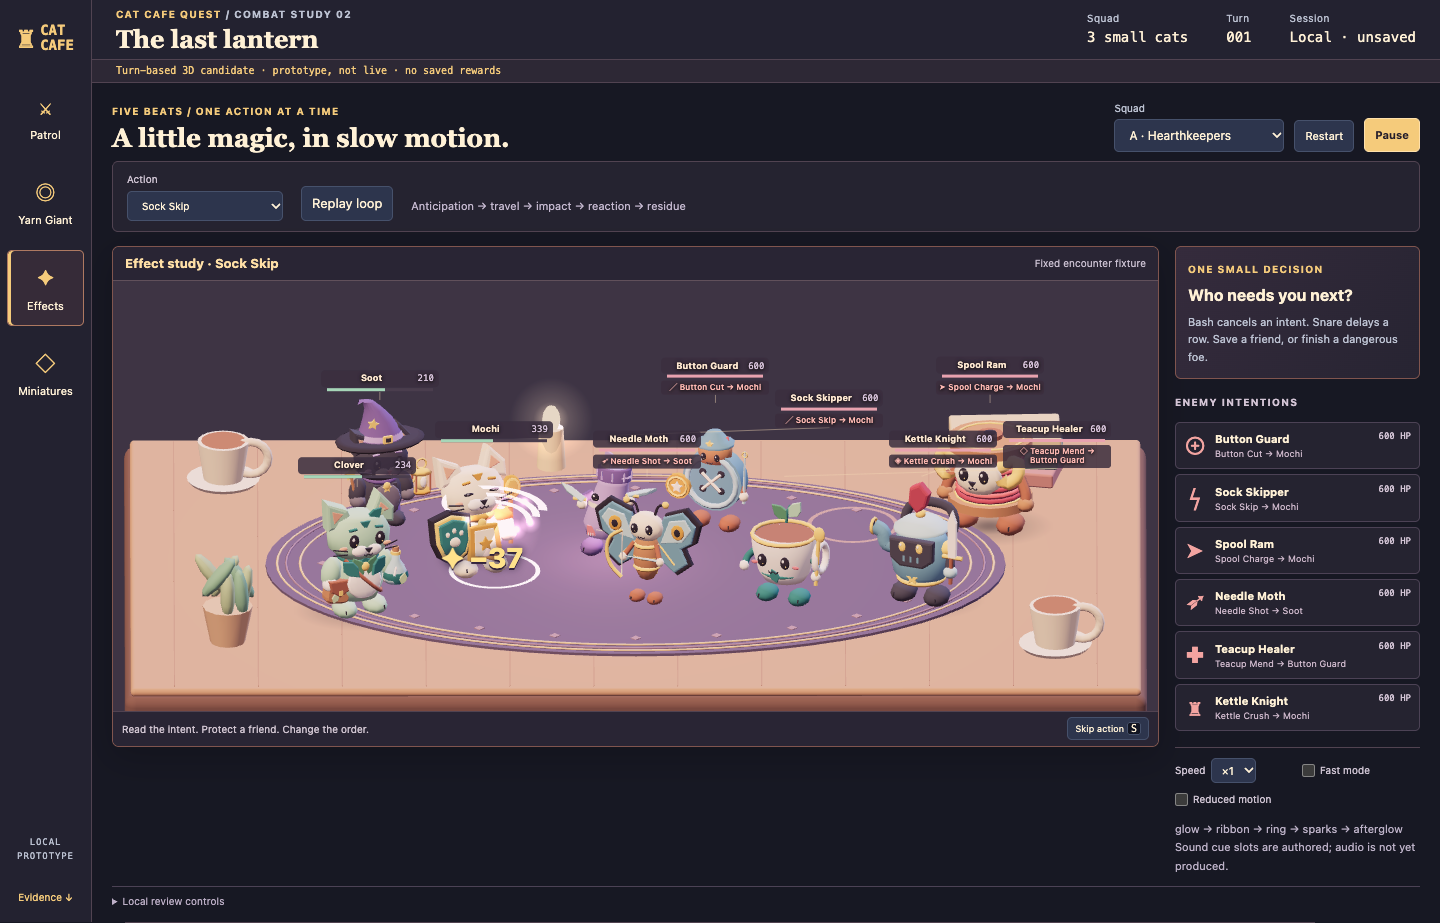 CAT
CAFE
Patrol
Yarn Giant
Effects
Miniatures
LOCAL
PROTOTYPE
Evidence ↓
CAT CAFE QUEST / COMBAT STUDY 02
The last lantern
Squad
3 small cats
Turn
001
Session
Local · unsaved
Turn-based 3D candidate · prototype, not live · no saved rewards
FIVE BEATS / ONE ACTION AT A TIME
A little magic, in slow motion.
Squad
A · Hearthkeepers
Restart
Pause
Action
Sock Skip
Replay loop
Anticipation → travel → impact → reaction → residue
Effect study · Sock Skip
Fixed encounter fixture
Soot 210
Mochi 339
Clover 234
Button Guard 600
Button Cut → Mochi
Sock Skipper 600
Sock Skip → Mochi
Spool Ram 600
Spool Charge → Mochi
Needle Moth 600
Needle Shot → Soot
Kettle Knight 600
Kettle Crush → Mochi
Teacup Healer 600
Teacup Mend →
Button Guard
−37
Read the intent. Protect a friend. Change the order.
Skip action S
ONE SMALL DECISION
Who needs you next?
Bash cancels an intent. Snare delays a
row. Save a friend, or finish a dangerous
foe.
ENEMY INTENTIONS
Button Guard 600 HP
Button Cut → Mochi
Sock Skipper 600 HP
Sock Skip → Mochi
Spool Ram 600 HP
Spool Charge → Mochi
Needle Moth 600 HP
Needle Shot → Soot
Teacup Healer 600 HP
Teacup Mend → Button Guard
Kettle Knight 600 HP
Kettle Crush → Mochi
Speed ×1
Fast mode
Reduced motion
glow → ribbon → ring → sparks → afterglow
Sound cue slots are authored; audio is not yet
produced.
Local review controls